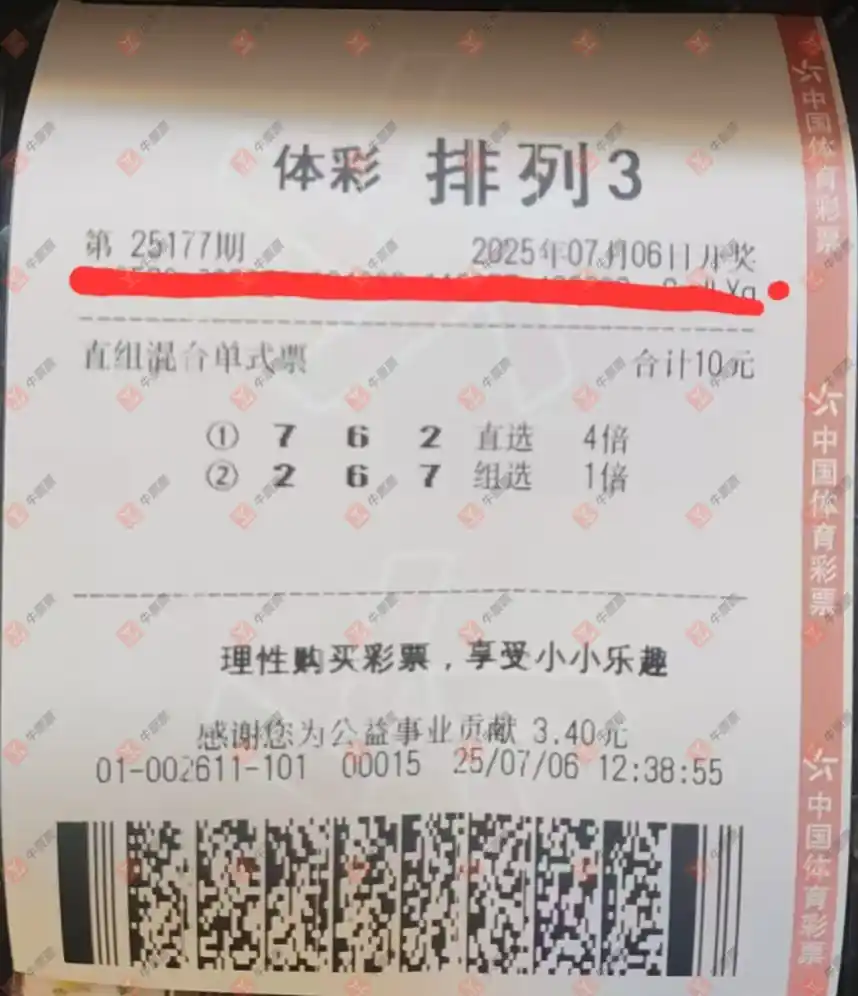 体彩 排列3
第 25177期 2025年07月06日开奖
直组混合单式票 合计10元
① 7 6 2 直选 4倍
② 2 6 7 组选 1倍
理性购买彩票，享受小小乐趣
感谢您为公益事业贡献 3.40元
01-002611-101 00015 25/07/06 12:38:55
中国体育彩票
中国体育彩票
中国体育彩票